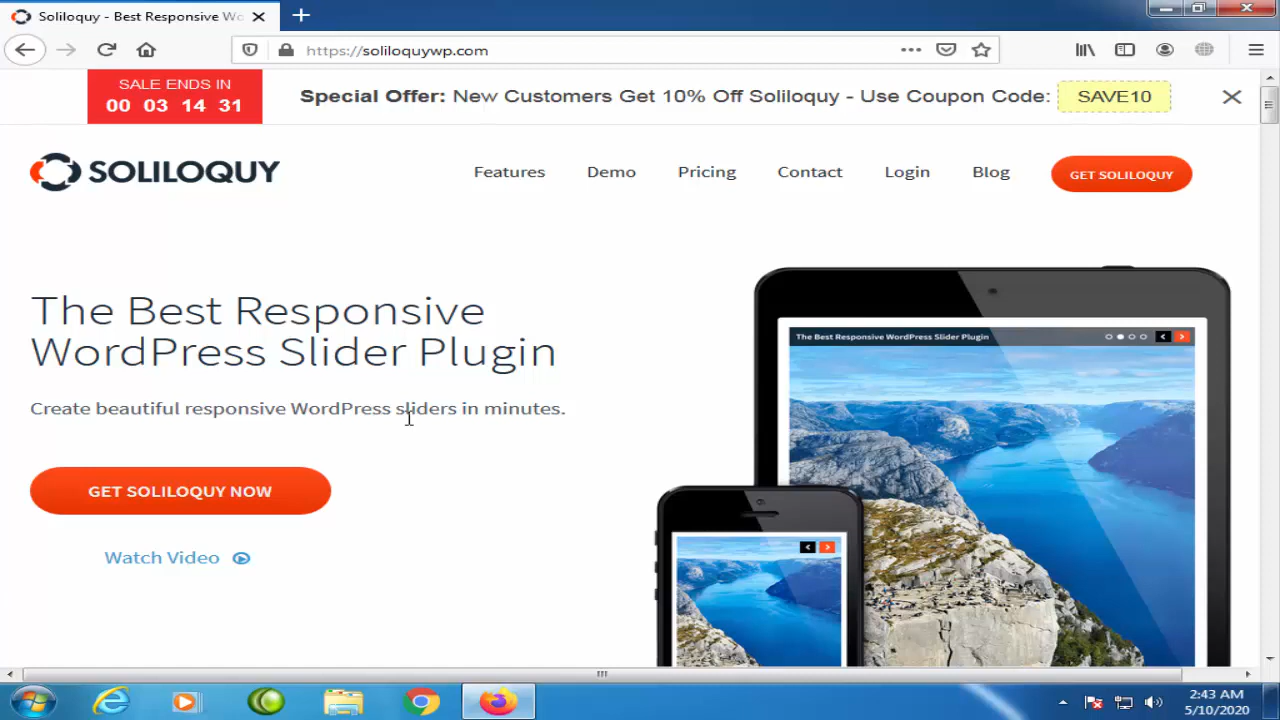 Soliloquy - Best Responsive Wo
https://soliloquywp.com
SALE ENDS IN
00 03 14 31
Special Offer: New Customers Get 10% Off Soliloquy - Use Coupon Code: SAVE10
SOLILOQUY
Features Demo Pricing Contact Login Blog GET SOLILOQUY
The Best Responsive
WordPress Slider Plugin
Create beautiful responsive WordPress sliders in minutes.
GET SOLILOQUY NOW
Watch Video
The Best Responsive WordPress Slider Plugin
2:43 AM
5/10/2020